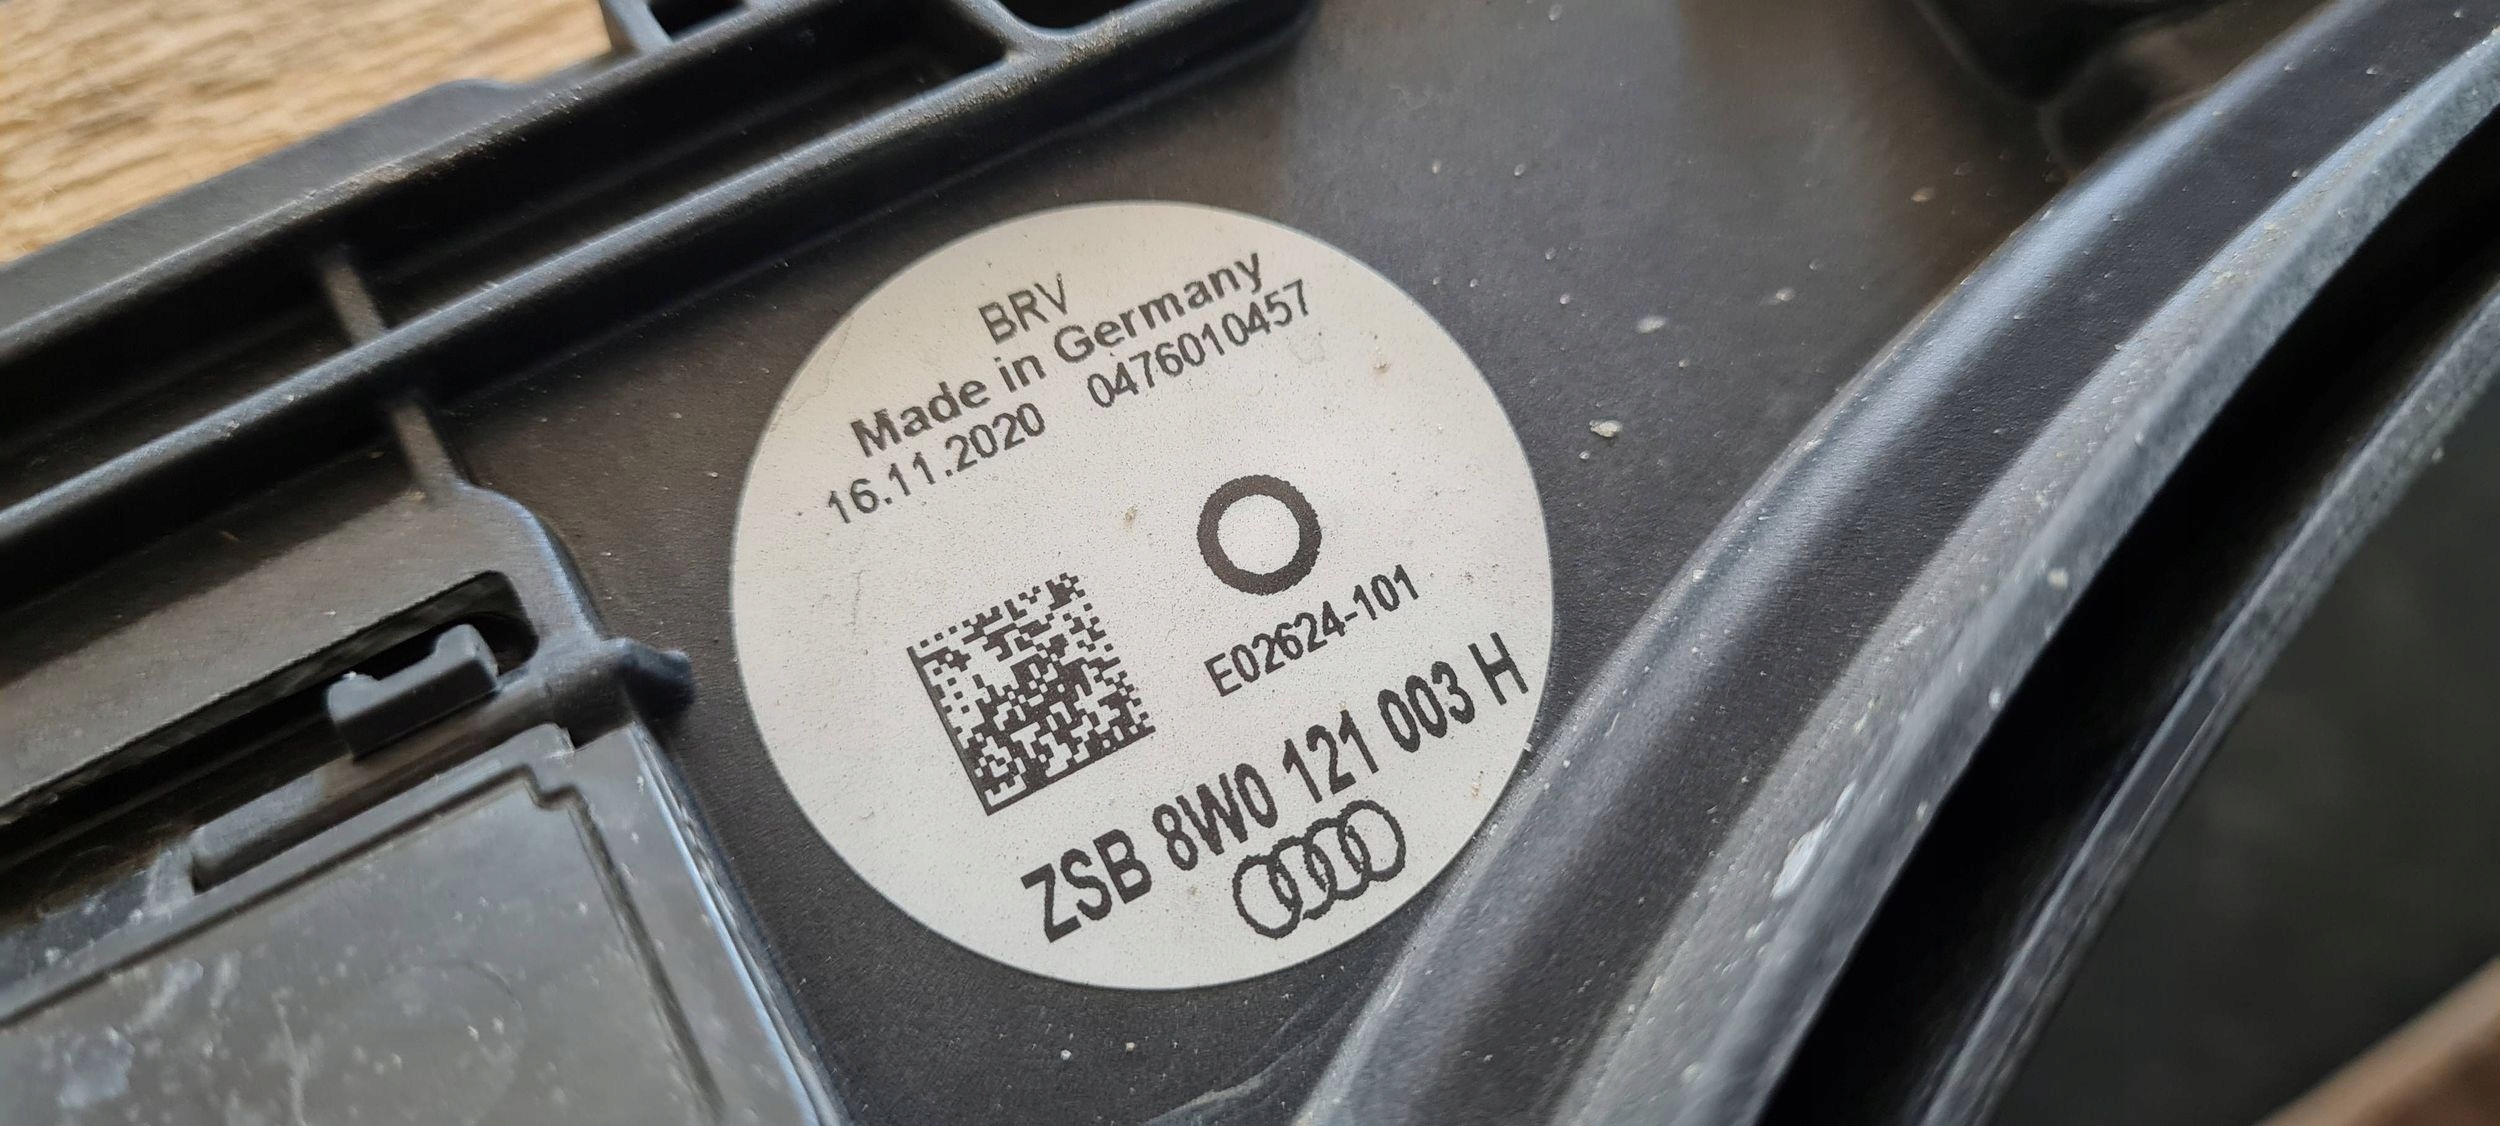 BRV
Made in Germany
16.11.2020 0476010457
E02624-101
ZSB 8W0 121 003 H